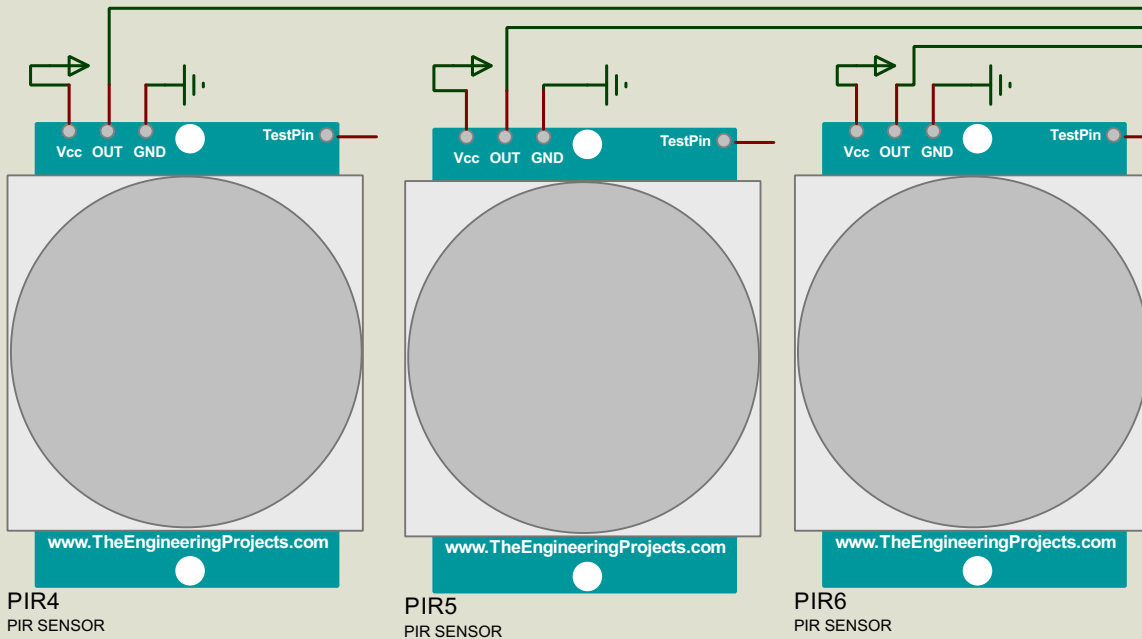 TestPin
Vcc OUT GND
www.TheEngineeringProjects.com
PIR4
PIR SENSOR
TestPin
Vcc OUT GND
www.TheEngineeringProjects.com
PIR5
PIR SENSOR
TestPin
Vcc OUT GND
www.TheEngineeringProjects.com
PIR6
PIR SENSOR